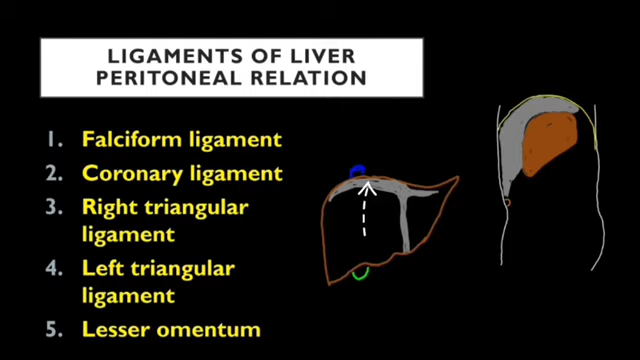 LIGAMENTS OF LIVER
PERITONEAL RELATION
1. Falciform ligament
2. Coronary ligament
3. Right triangular
ligament
4. Left triangular
ligament
5. Lesser omentum